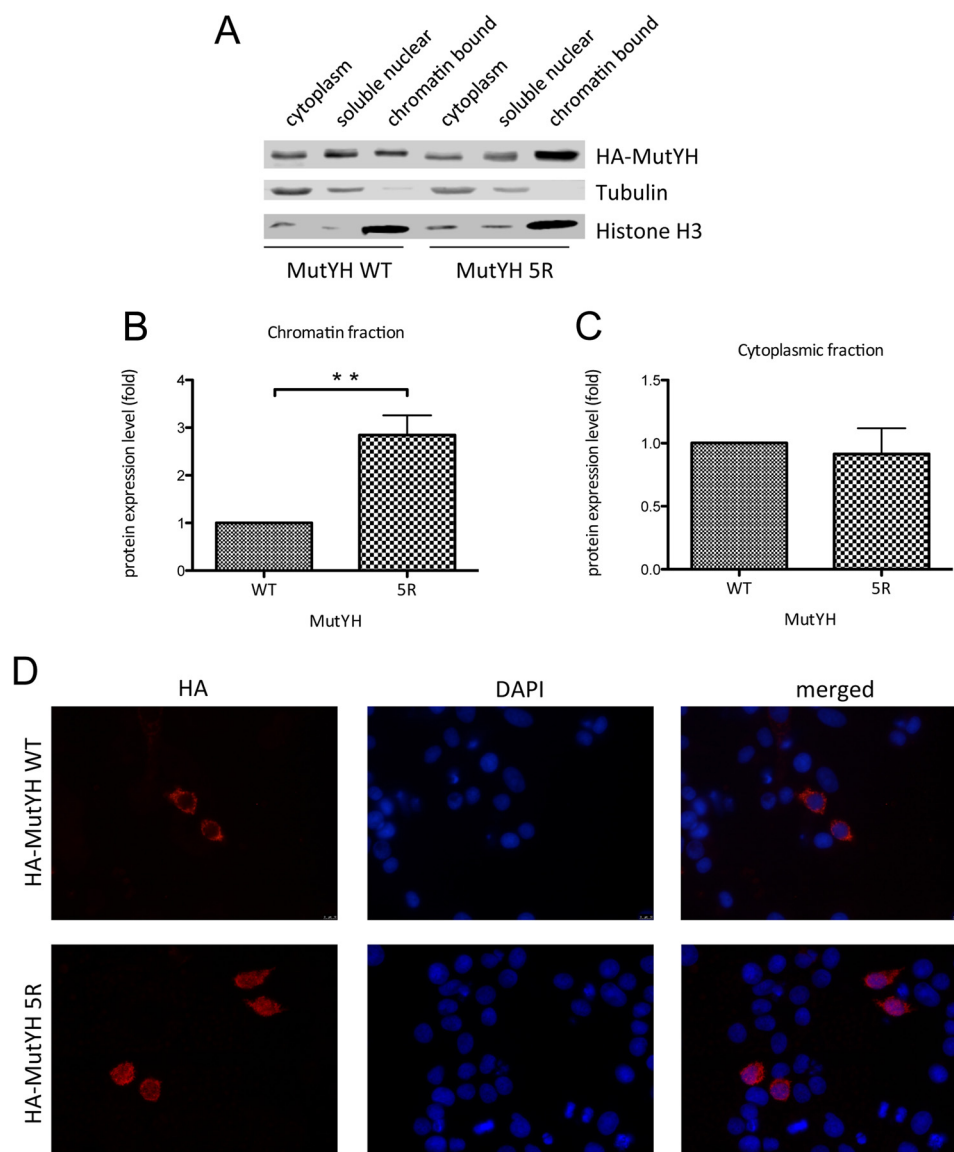 A
cytoplasm
soluble nuclear
chromatin bound
cytoplasm
soluble nuclear
chromatin bound
HA-MutYH
Tubulin
Histone H3
MutYH WT
MutYH 5R
B
Chromatin fraction
protein expression level (fold)
4
3
2
1
0
* *
WT
5R
MutYH
C
Cytoplasmic fraction
protein expression level (fold)
1.5
1.0
0.5
0.0
WT
5R
MutYH
D
HA
DAPI
merged
HA-MutYH WT
HA-MutYH 5R